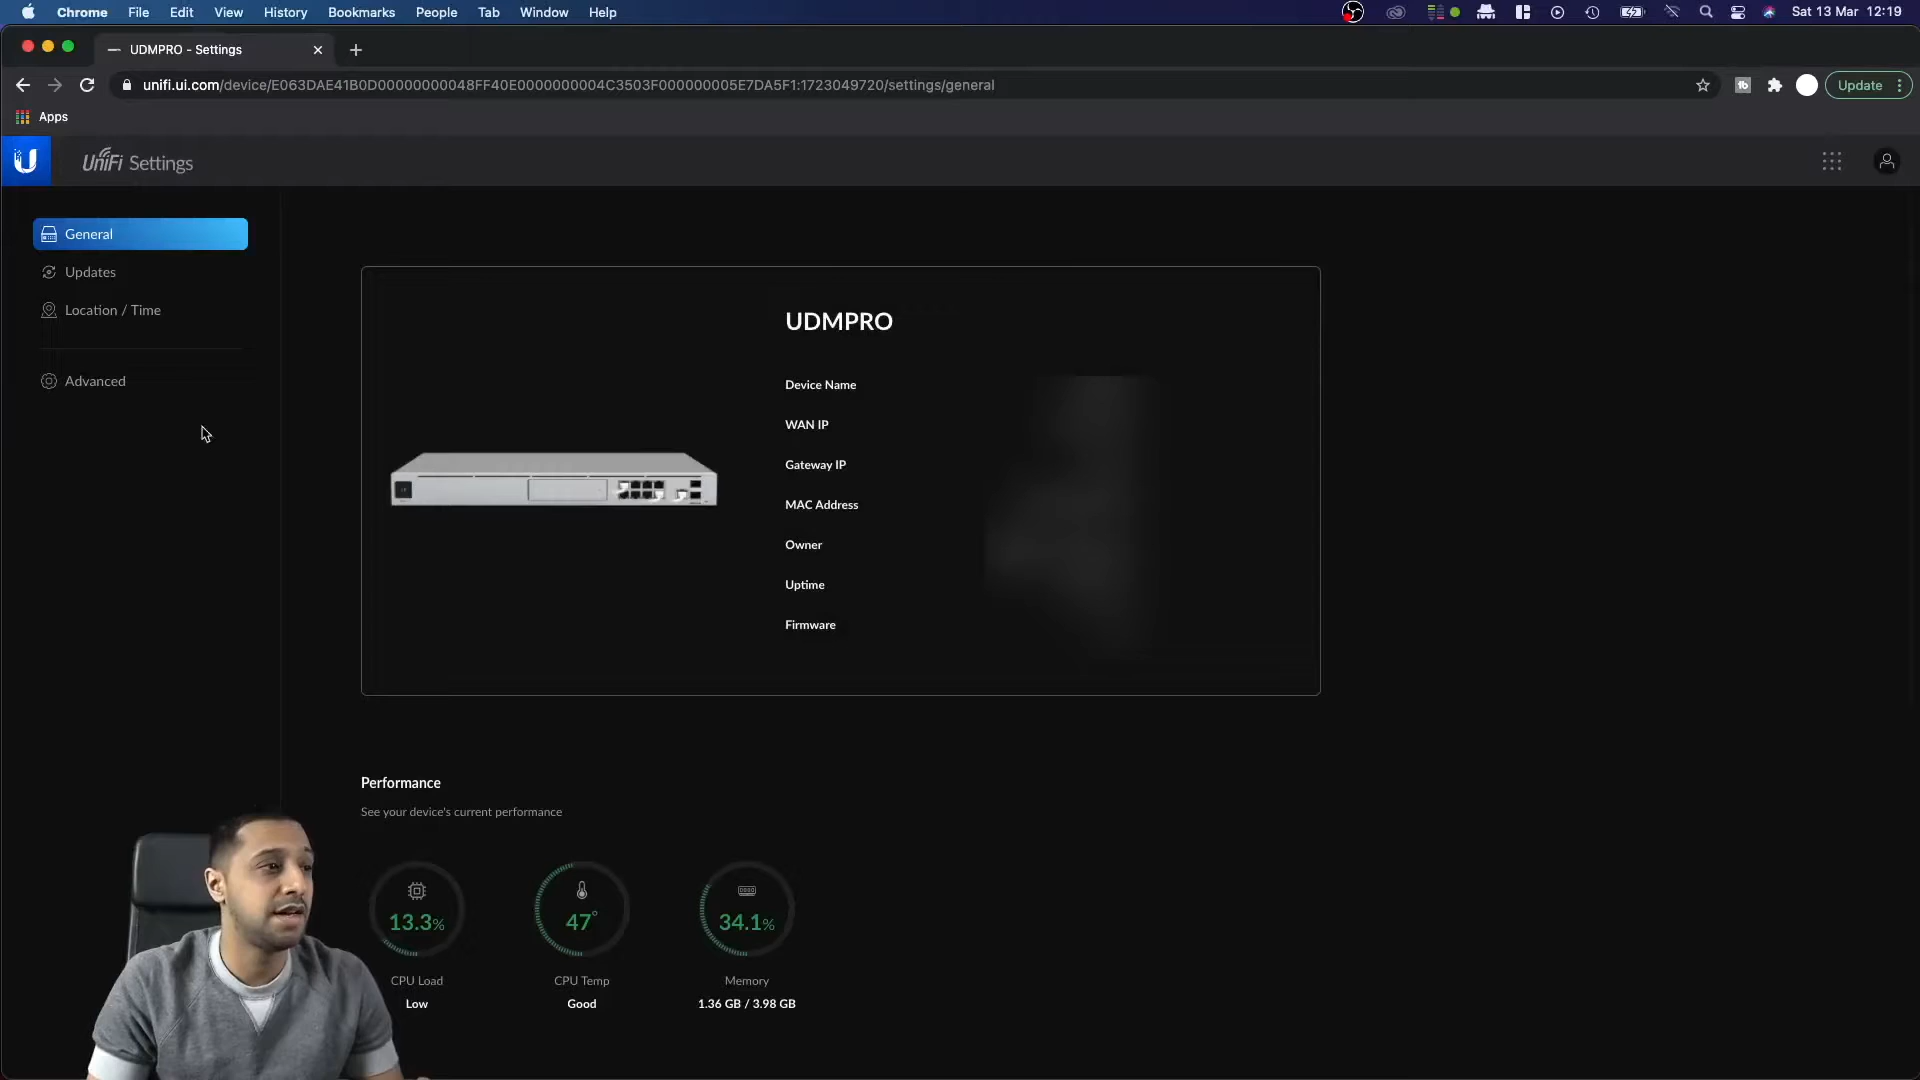 Chrome File Edit View History Bookmarks People Tab Window Help Sat 13 Mar 12:19
UDMPRO - Settings
unifi.ui.com/device/E063DAE41B0D00000000048FF40E0000000004C3503F000000005E7DA5F1:1723049720/settings/general Update
Apps
UniFi Settings
General
Updates
Location / Time
Advanced
UDMPRO
Device Name
WAN IP
Gateway IP
MAC Address
Owner
Uptime
Firmware
Performance
See your device's current performance
13.3% 47° 34.1%
CPU Load CPU Temp Memory
Low Good 1.36 GB / 3.98 GB